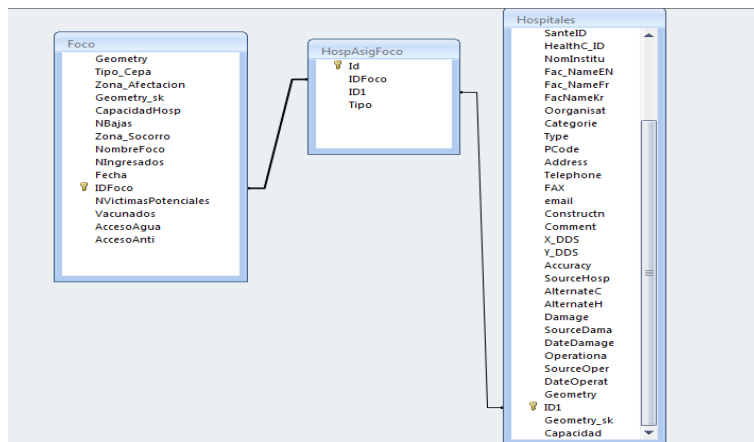 Foco
Geometry
Tipo_Cepa
Zona_Afectacion
Geometry_sk
CapacidadHosp
NBajas
Zona_Socorro
NombreFoco
NIngresados
Fecha
IDFoco
NVictimasPotenciales
Vacunados
AccesoAgua
AccesoAnti
HospAsigFoco
Id
IDFoco
ID1
Tipo
Hospitales
SanteID
HealthC_ID
NomInstitu
Fac_NameEN
Fac_NameFr
FacNameKr
Oorganisat
Categorie
Type
PCode
Address
Telephone
FAX
email
Constructn
Comment
X_DDS
Y_DDS
Accuracy
SourceHosp
AlternateC
AlternateH
Damage
SourceDama
DateDamage
Operationa
SourceOper
DateOperat
Geometry
ID1
Geometry_sk
Capacidad